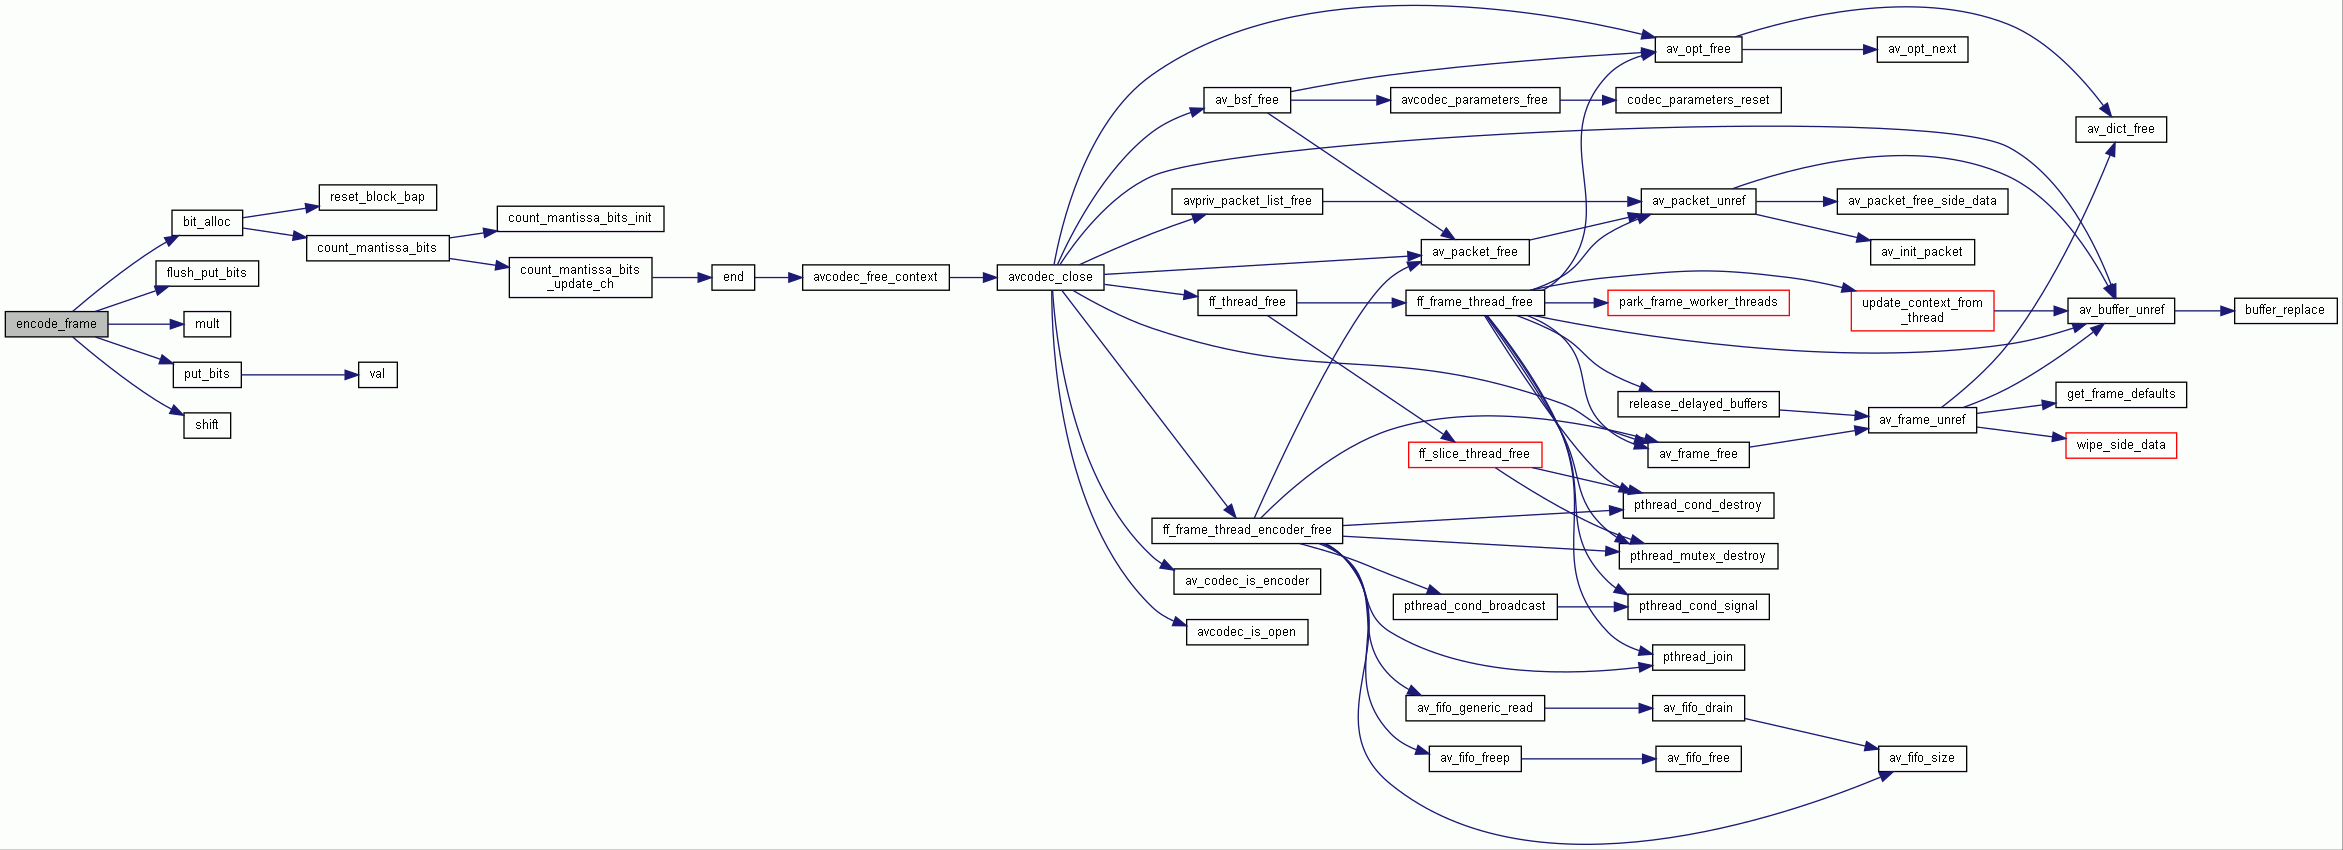 encode_frame
bit_alloc
flush_put_bits
mult
put_bits
shift
reset_block_bap
count_mantissa_bits
val
count_mantissa_bits_init
count_mantissa_bits
_update_ch
end
avcodec_free_context
avcodec_close
av_bsf_free
avpriv_packet_list_free
ff_thread_free
ff_frame_thread_encoder_free
av_codec_is_encoder
avcodec_is_open
avcodec_parameters_free
av_packet_free
ff_frame_thread_free
ff_slice_thread_free
pthread_cond_broadcast
av_fifo_generic_read
av_fifo_freep
av_opt_free
codec_parameters_reset
av_packet_unref
park_frame_worker_threads
release_delayed_buffers
av_frame_free
pthread_cond_destroy
pthread_mutex_destroy
pthread_cond_signal
pthread_join
av_fifo_drain
av_fifo_free
av_opt_next
av_packet_free_side_data
av_init_packet
update_context_from
_thread
av_frame_unref
av_fifo_size
av_dict_free
av_buffer_unref
get_frame_defaults
wipe_side_data
buffer_replace